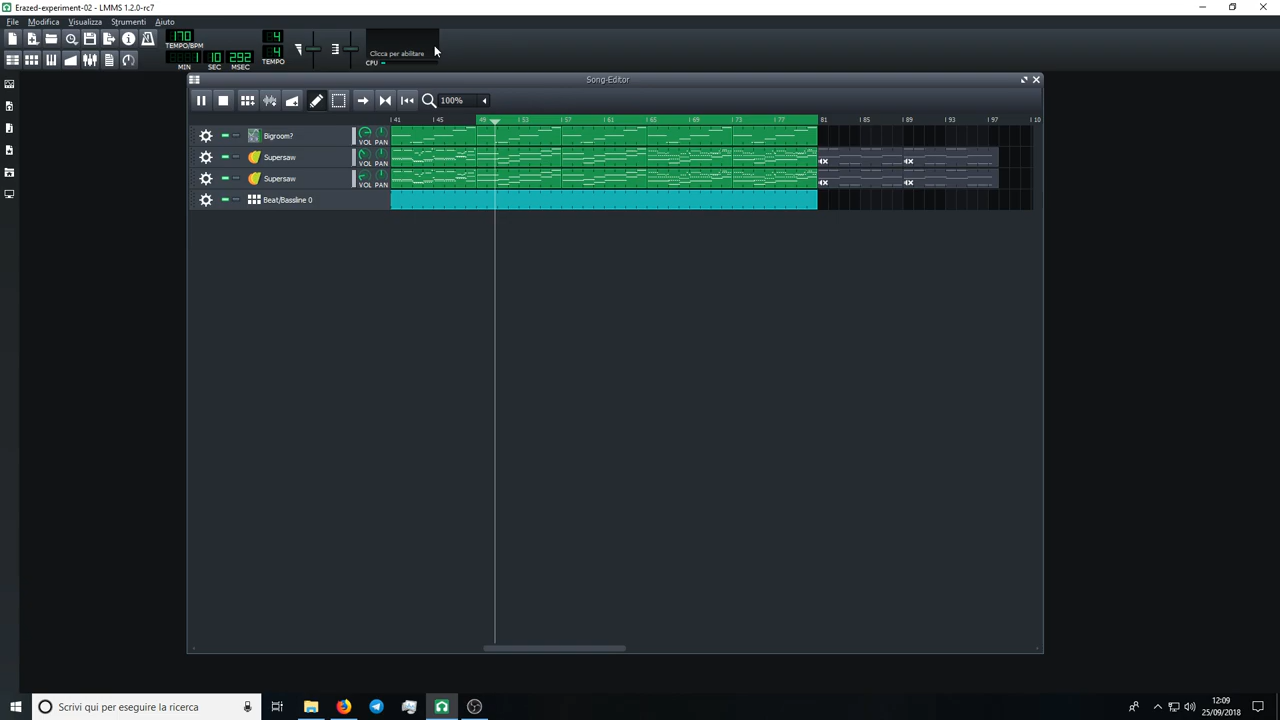 Erazed-experiment-02 - LMMS 1.2.0-rc7
File Modifica Visualizza Strumenti Aiuto
170
TEMPO/BPM
1 10 292
MIN SEC MSEC
4
4
TEMPO
Clicca per abilitare
CPU
Song-Editor
100%
41 45 49 53 57 61 65 69 73 77 81 85 89 93 97 10
Bigroom? VOL PAN
Supersaw VOL PAN
Supersaw VOL PAN
Beat/Bassline 0
Scrivi qui per eseguire la ricerca
12:09
25/09/2018